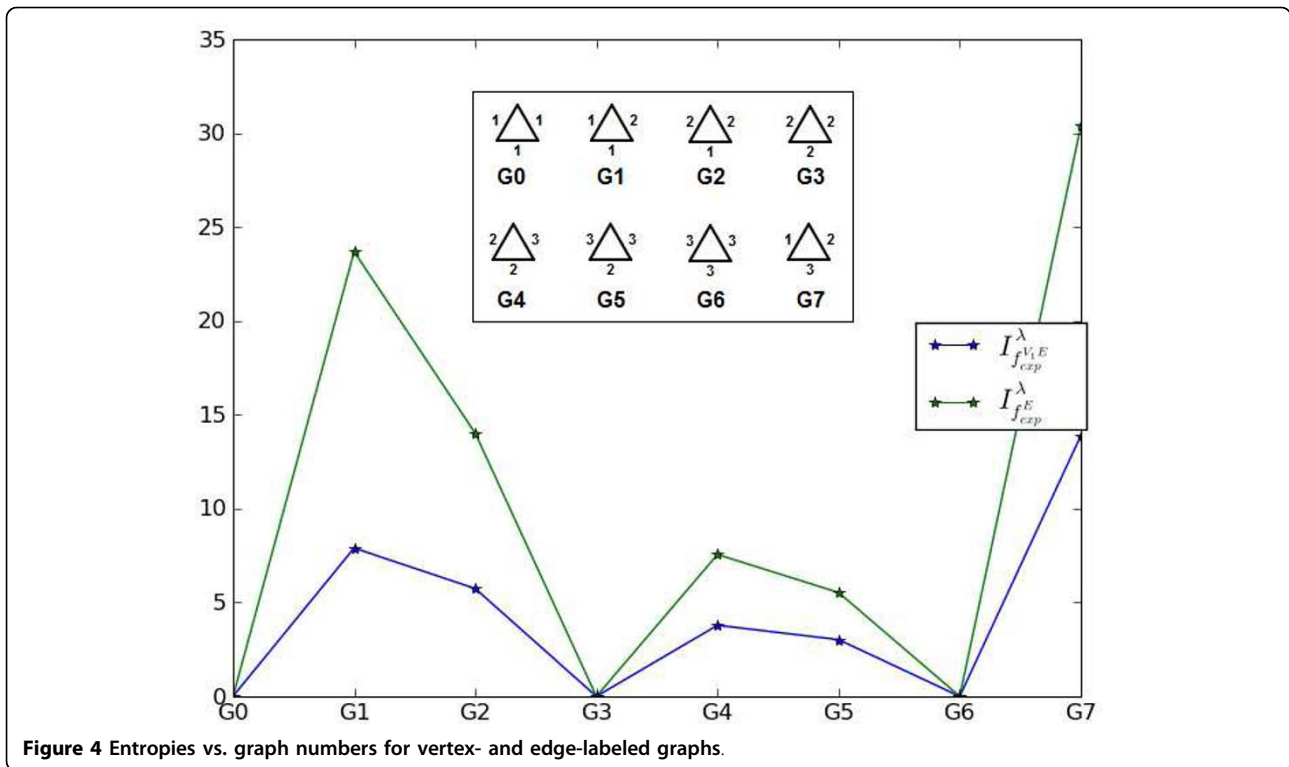 35
30
25
20
15
10
5
0
1 1 1 2 2 2 2 2
1 1 1 2
G0 G1 G2 G3
2 3 3 3 3 3 1 2
2 2 3 3
G4 G5 G6 G7
I^λ_{f^{V_1 E}_{exp}}
I^λ_{f^E_{exp}}
G0 G1 G2 G3 G4 G5 G6 G7
Figure 4 Entropies vs. graph numbers for vertex- and edge-labeled graphs.